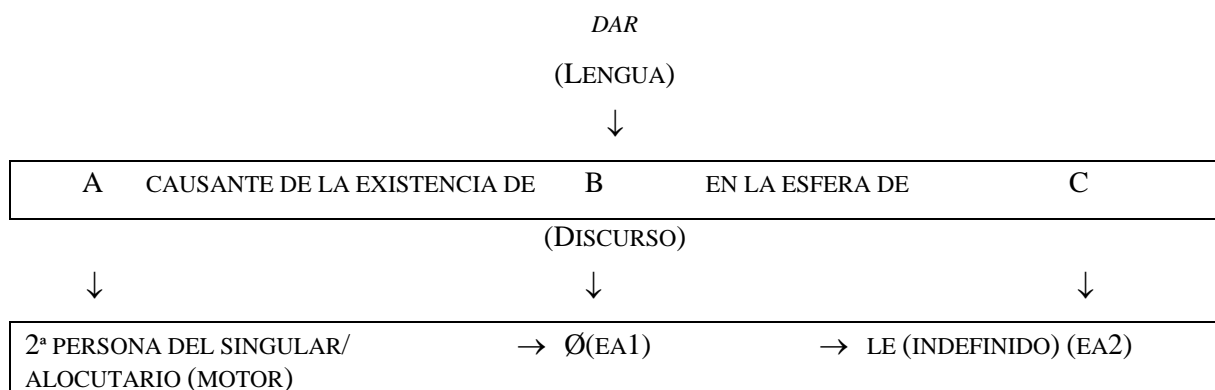 DAR
(LENGUA)
↓
A CAUSANTE DE LA EXISTENCIA DE B EN LA ESFERA DE C
(DISCURSO)
↓ ↓ ↓
2ª PERSONA DEL SINGULAR/ → Ø(EA1) → LE (INDEFINIDO) (EA2)
ALOCUTARIO (MOTOR)